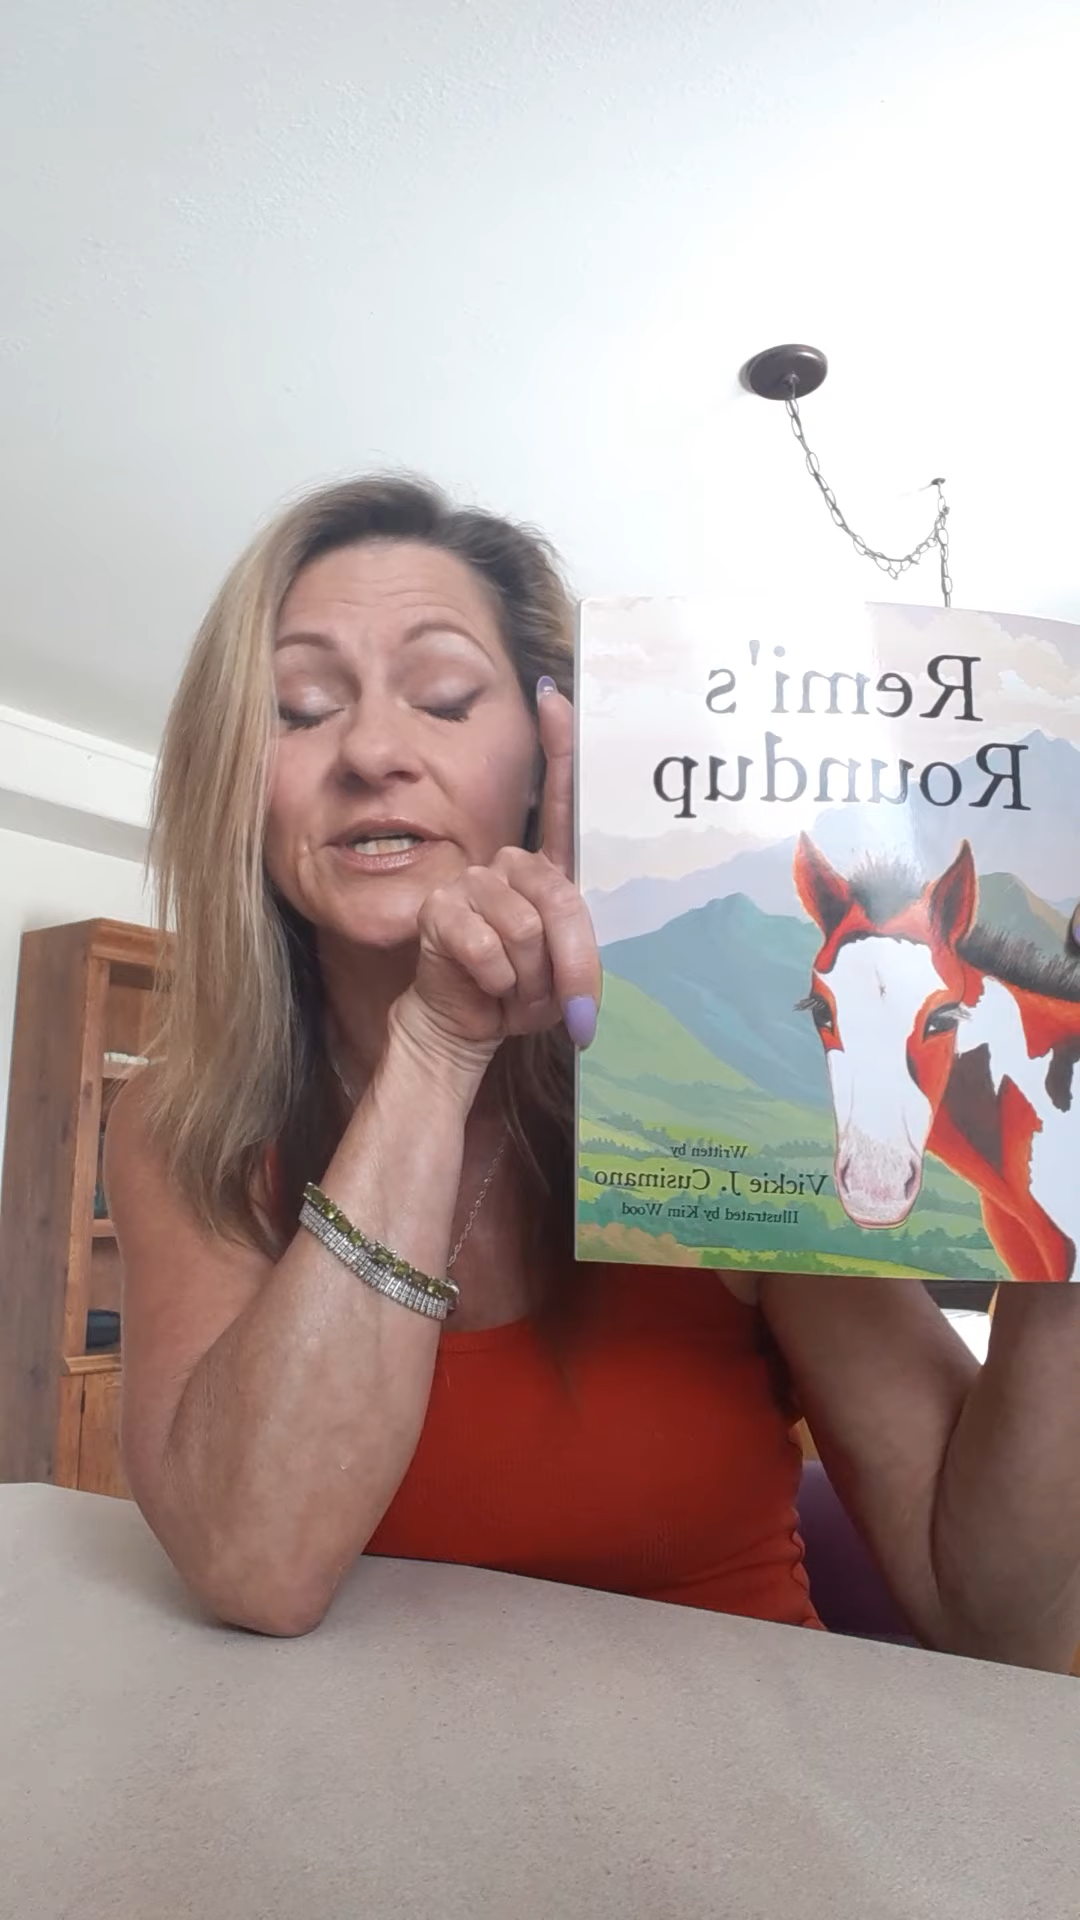 Remi's
Roundup
Written by
Vickie J. Cusimano
Illustrated by Kim Wood